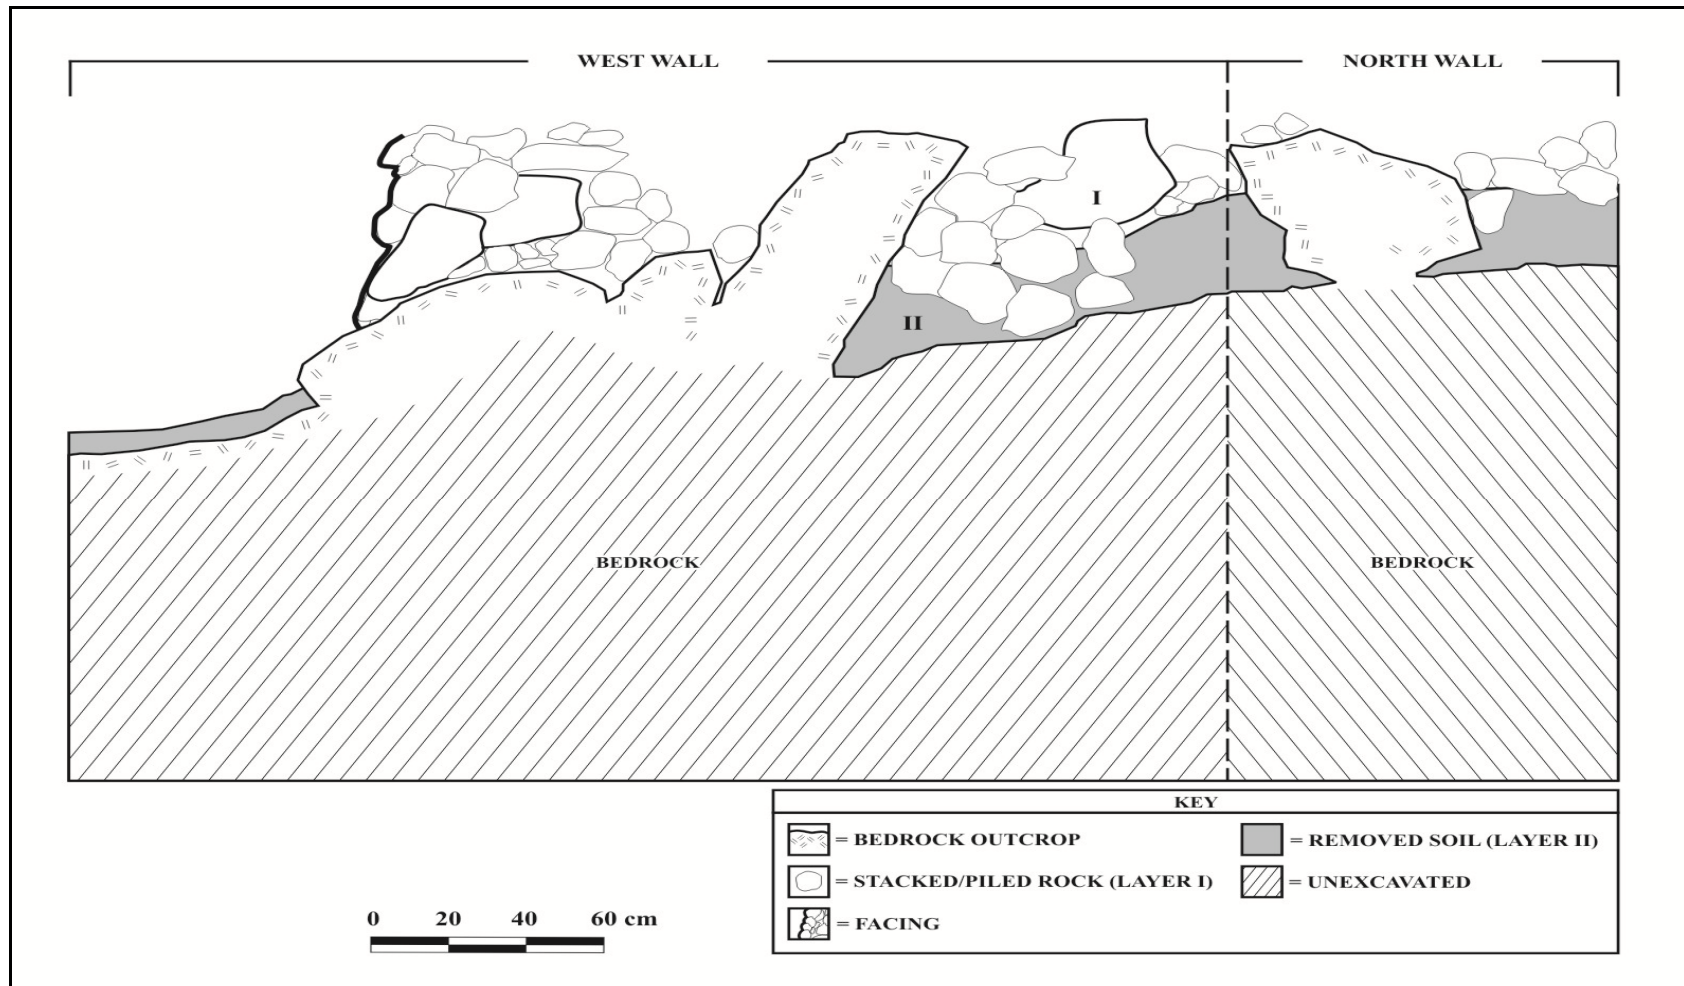 WEST WALL
NORTH WALL
I
II
BEDROCK
BEDROCK
KEY
= BEDROCK OUTCROP
= REMOVED SOIL (LAYER II)
= STACKED/PILED ROCK (LAYER I)
= UNEXCAVATED
= FACING
0 20 40 60 cm